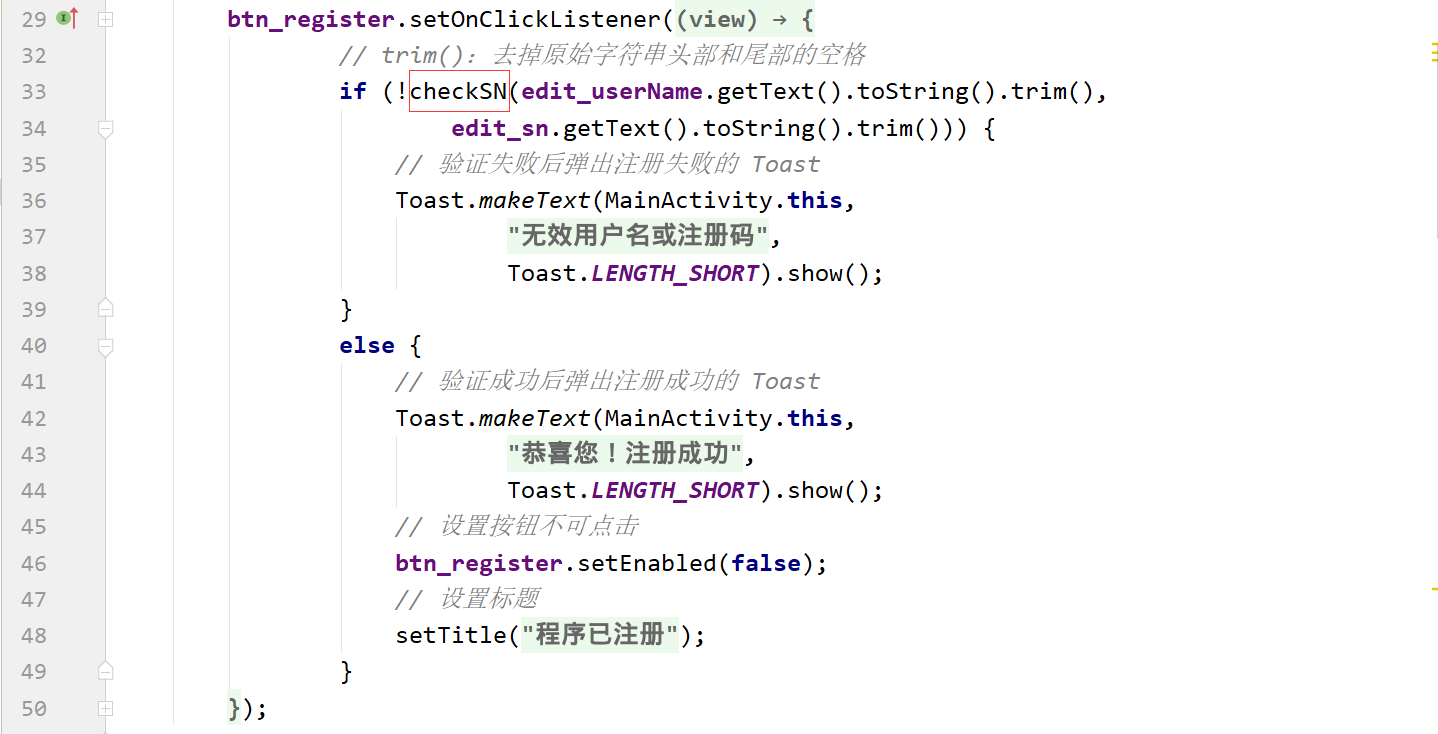 29 btn_register.setOnClickListener((view) → {
32 // trim(): 去掉原始字符串头部和尾部的空格
33 if (!checkSN(edit_userName.getText().toString().trim(),
34 edit_sn.getText().toString().trim())) {
35 // 验证失败后弹出注册失败的 Toast
36 Toast.makeText(MainActivity.this,
37 "无效用户名或注册码",
38 Toast.LENGTH_SHORT).show();
39 }
40 else {
41 // 验证成功后弹出注册成功的 Toast
42 Toast.makeText(MainActivity.this,
43 "恭喜您！注册成功",
44 Toast.LENGTH_SHORT).show();
45 // 设置按钮不可点击
46 btn_register.setEnabled(false);
47 // 设置标题
48 setTitle("程序已注册");
49 }
50 });